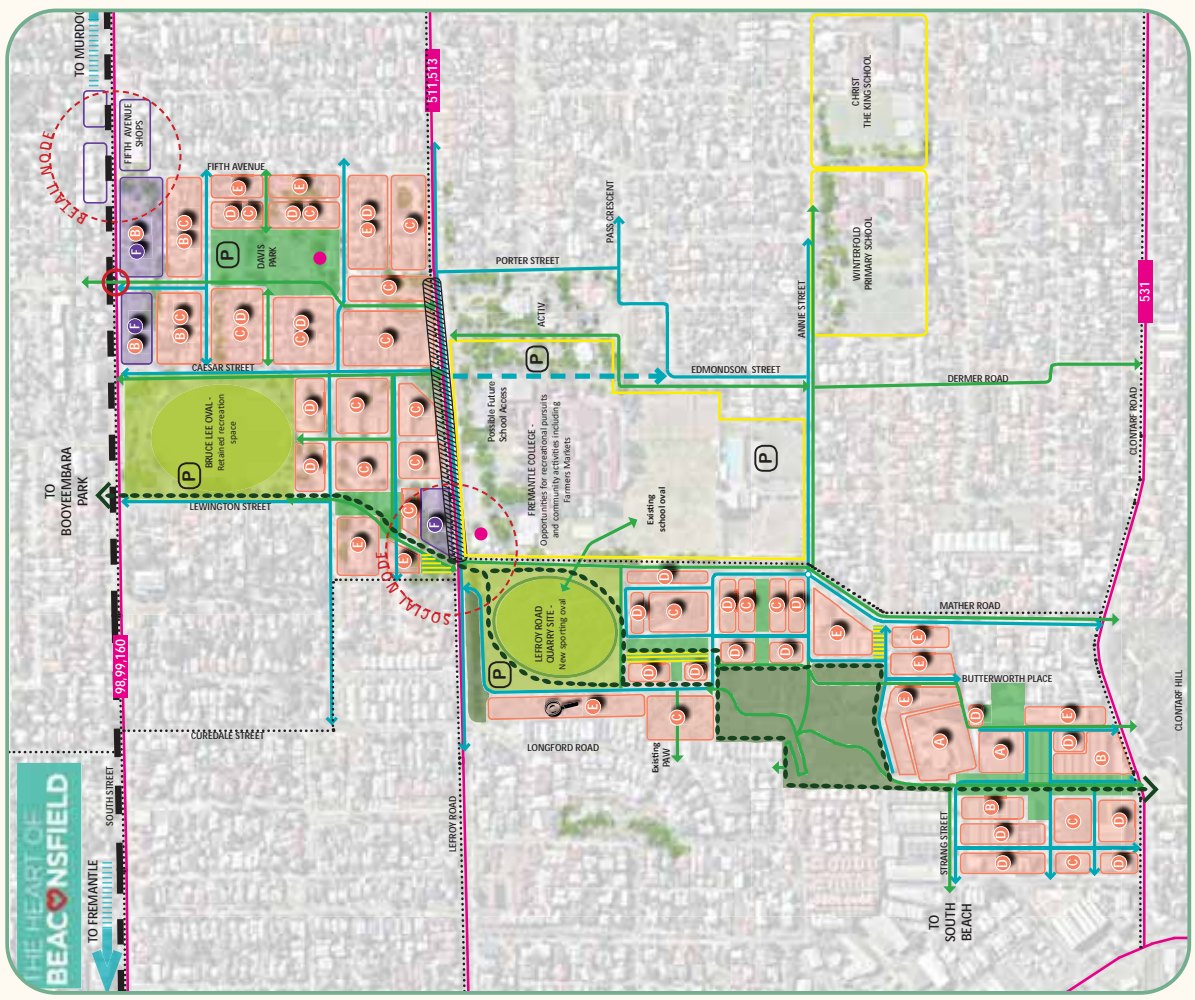 THE HEART OF
BEACONSFIELD
TO FREMANTLE
SOUTH STREET
98,99,160
TO
BOOYEEMBARA
PARK
TO MURDOC
RETAIL NODE
FIFTH AVENUE
SHOPS
FIFTH AVENUE
F B
B C
E
D C
E
D C
E D
C
P
DAVIS
PARK
C
B F
B C
C D
C D
C
CAESAR STREET
BRUCE LEE OVAL -
Retained recreation
space
P
D
D
C
C
C
C
LEWINGTON STREET
E
C
F
E
SOCIAL NODE
CUREDALE STREET
511,513
LEFROY ROAD
PORTER STREET
PASS CRESCENT
ACTIV
P
Possible Future
School Access
EDMONDSON STREET
FREMANTLE COLLEGE -
Opportunities for recreational pursuits
and community activities including
Farmers Markets
P
Existing
school oval
LEFROY ROAD
QUARRY SITE -
New sporting oval
P
LONGFORD ROAD
Existing
PAW
E
C
D
D
C
D
D
D C
C D
D
D
E
ANNIE STREET
CHRIST
THE KING SCHOOL
WINTERFOLD
PRIMARY SCHOOL
DERMER ROAD
531
CLONTARF ROAD
MATHER ROAD
E
E
BUTTERWORTH PLACE
E
A
A
D
E
D
B
CLONTARF HILL
STRANG STREET
B
D
D
C
C
D
D
TO
SOUTH
BEACH